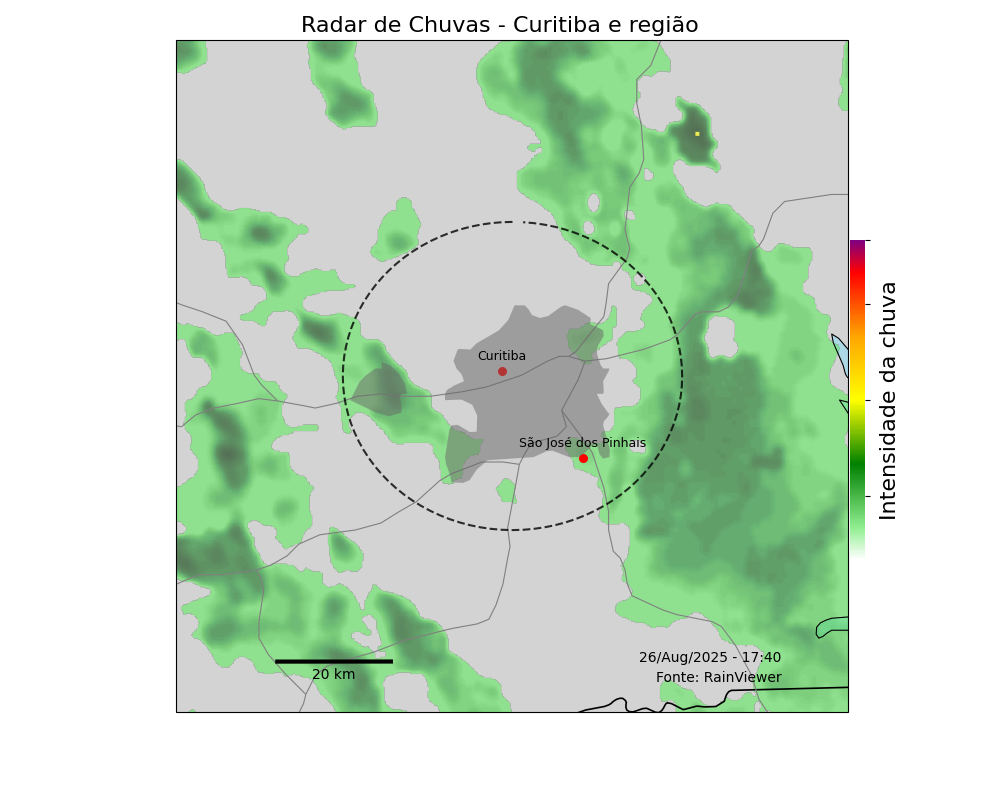 Radar de Chuvas - Curitiba e região
Curitiba
São José dos Pinhais
Intensidade da chuva
26/Aug/2025 - 17:40
Fonte: RainViewer
20 km